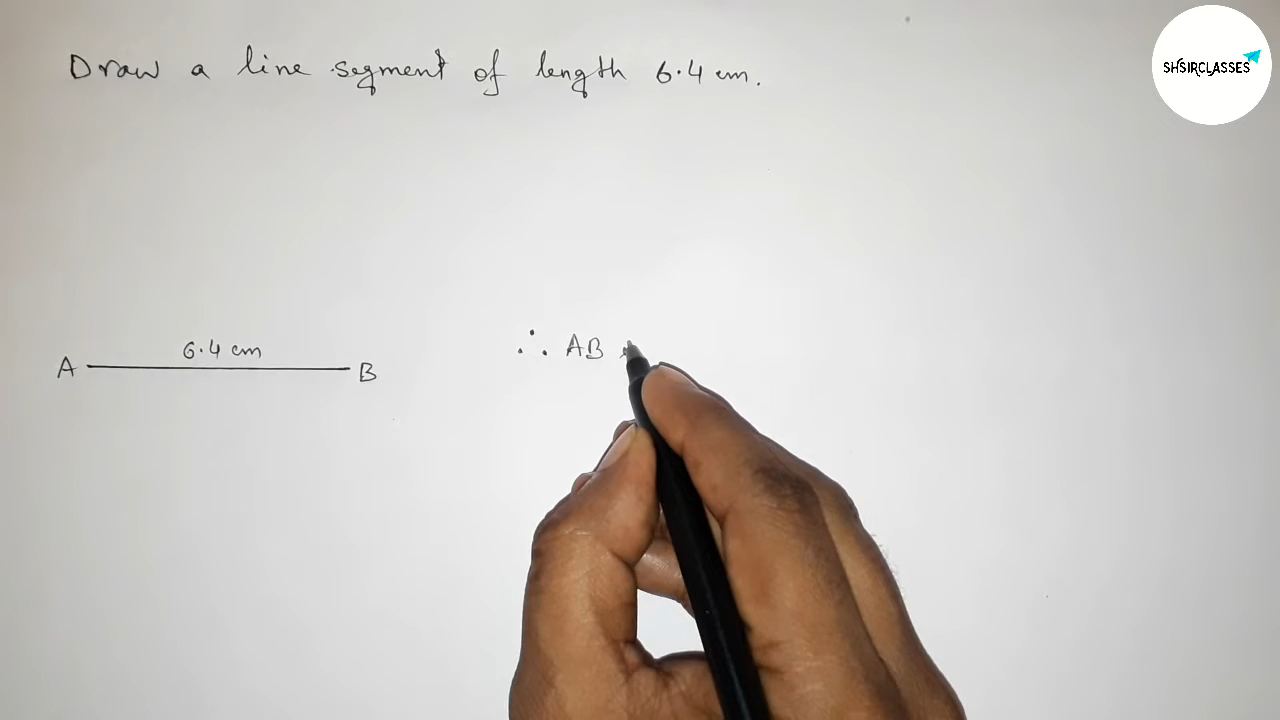 Draw a line segment of length 6.4 cm.
SHSIRCLASSES
6.4 cm
A B
∴ AB